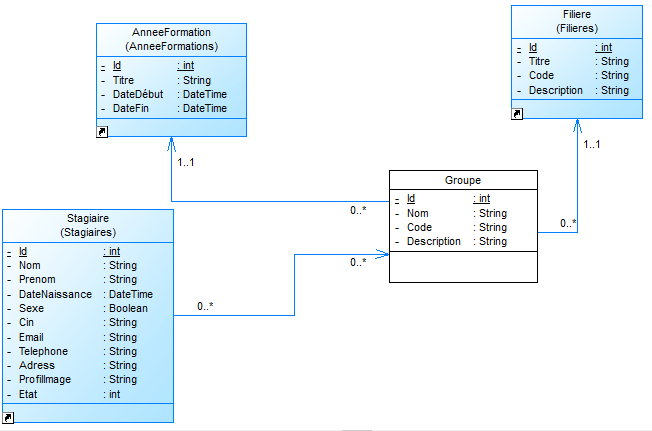 AnneeFormation
(AnneeFormations)
- Id : int
- Titre : String
- DateDébut : DateTime
- DateFin : DateTime
Filiere
(Filieres)
- Id : int
- Titre : String
- Code : String
- Description : String
1..1
1..1
Groupe
- Id : int
- Nom : String
- Code : String
- Description : String
0..*
0..*
0..*
0..*
Stagiaire
(Stagiaires)
- Id : int
- Nom : String
- Prenom : String
- DateNaissance : DateTime
- Sexe : Boolean
- Cin : String
- Email : String
- Telephone : String
- Adress : String
- ProfilImage : String
- Etat : int